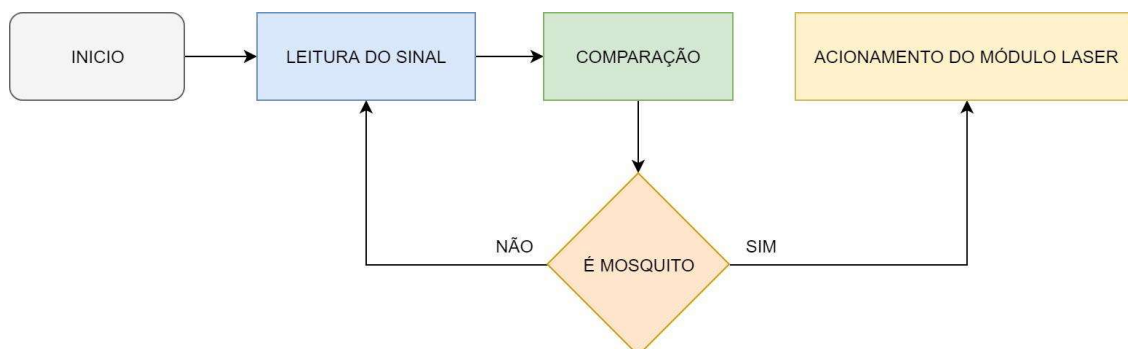 INICIO
LEITURA DO SINAL
COMPARAÇÃO
ACIONAMENTO DO MÓDULO LASER
NÃO
SIM
É MOSQUITO